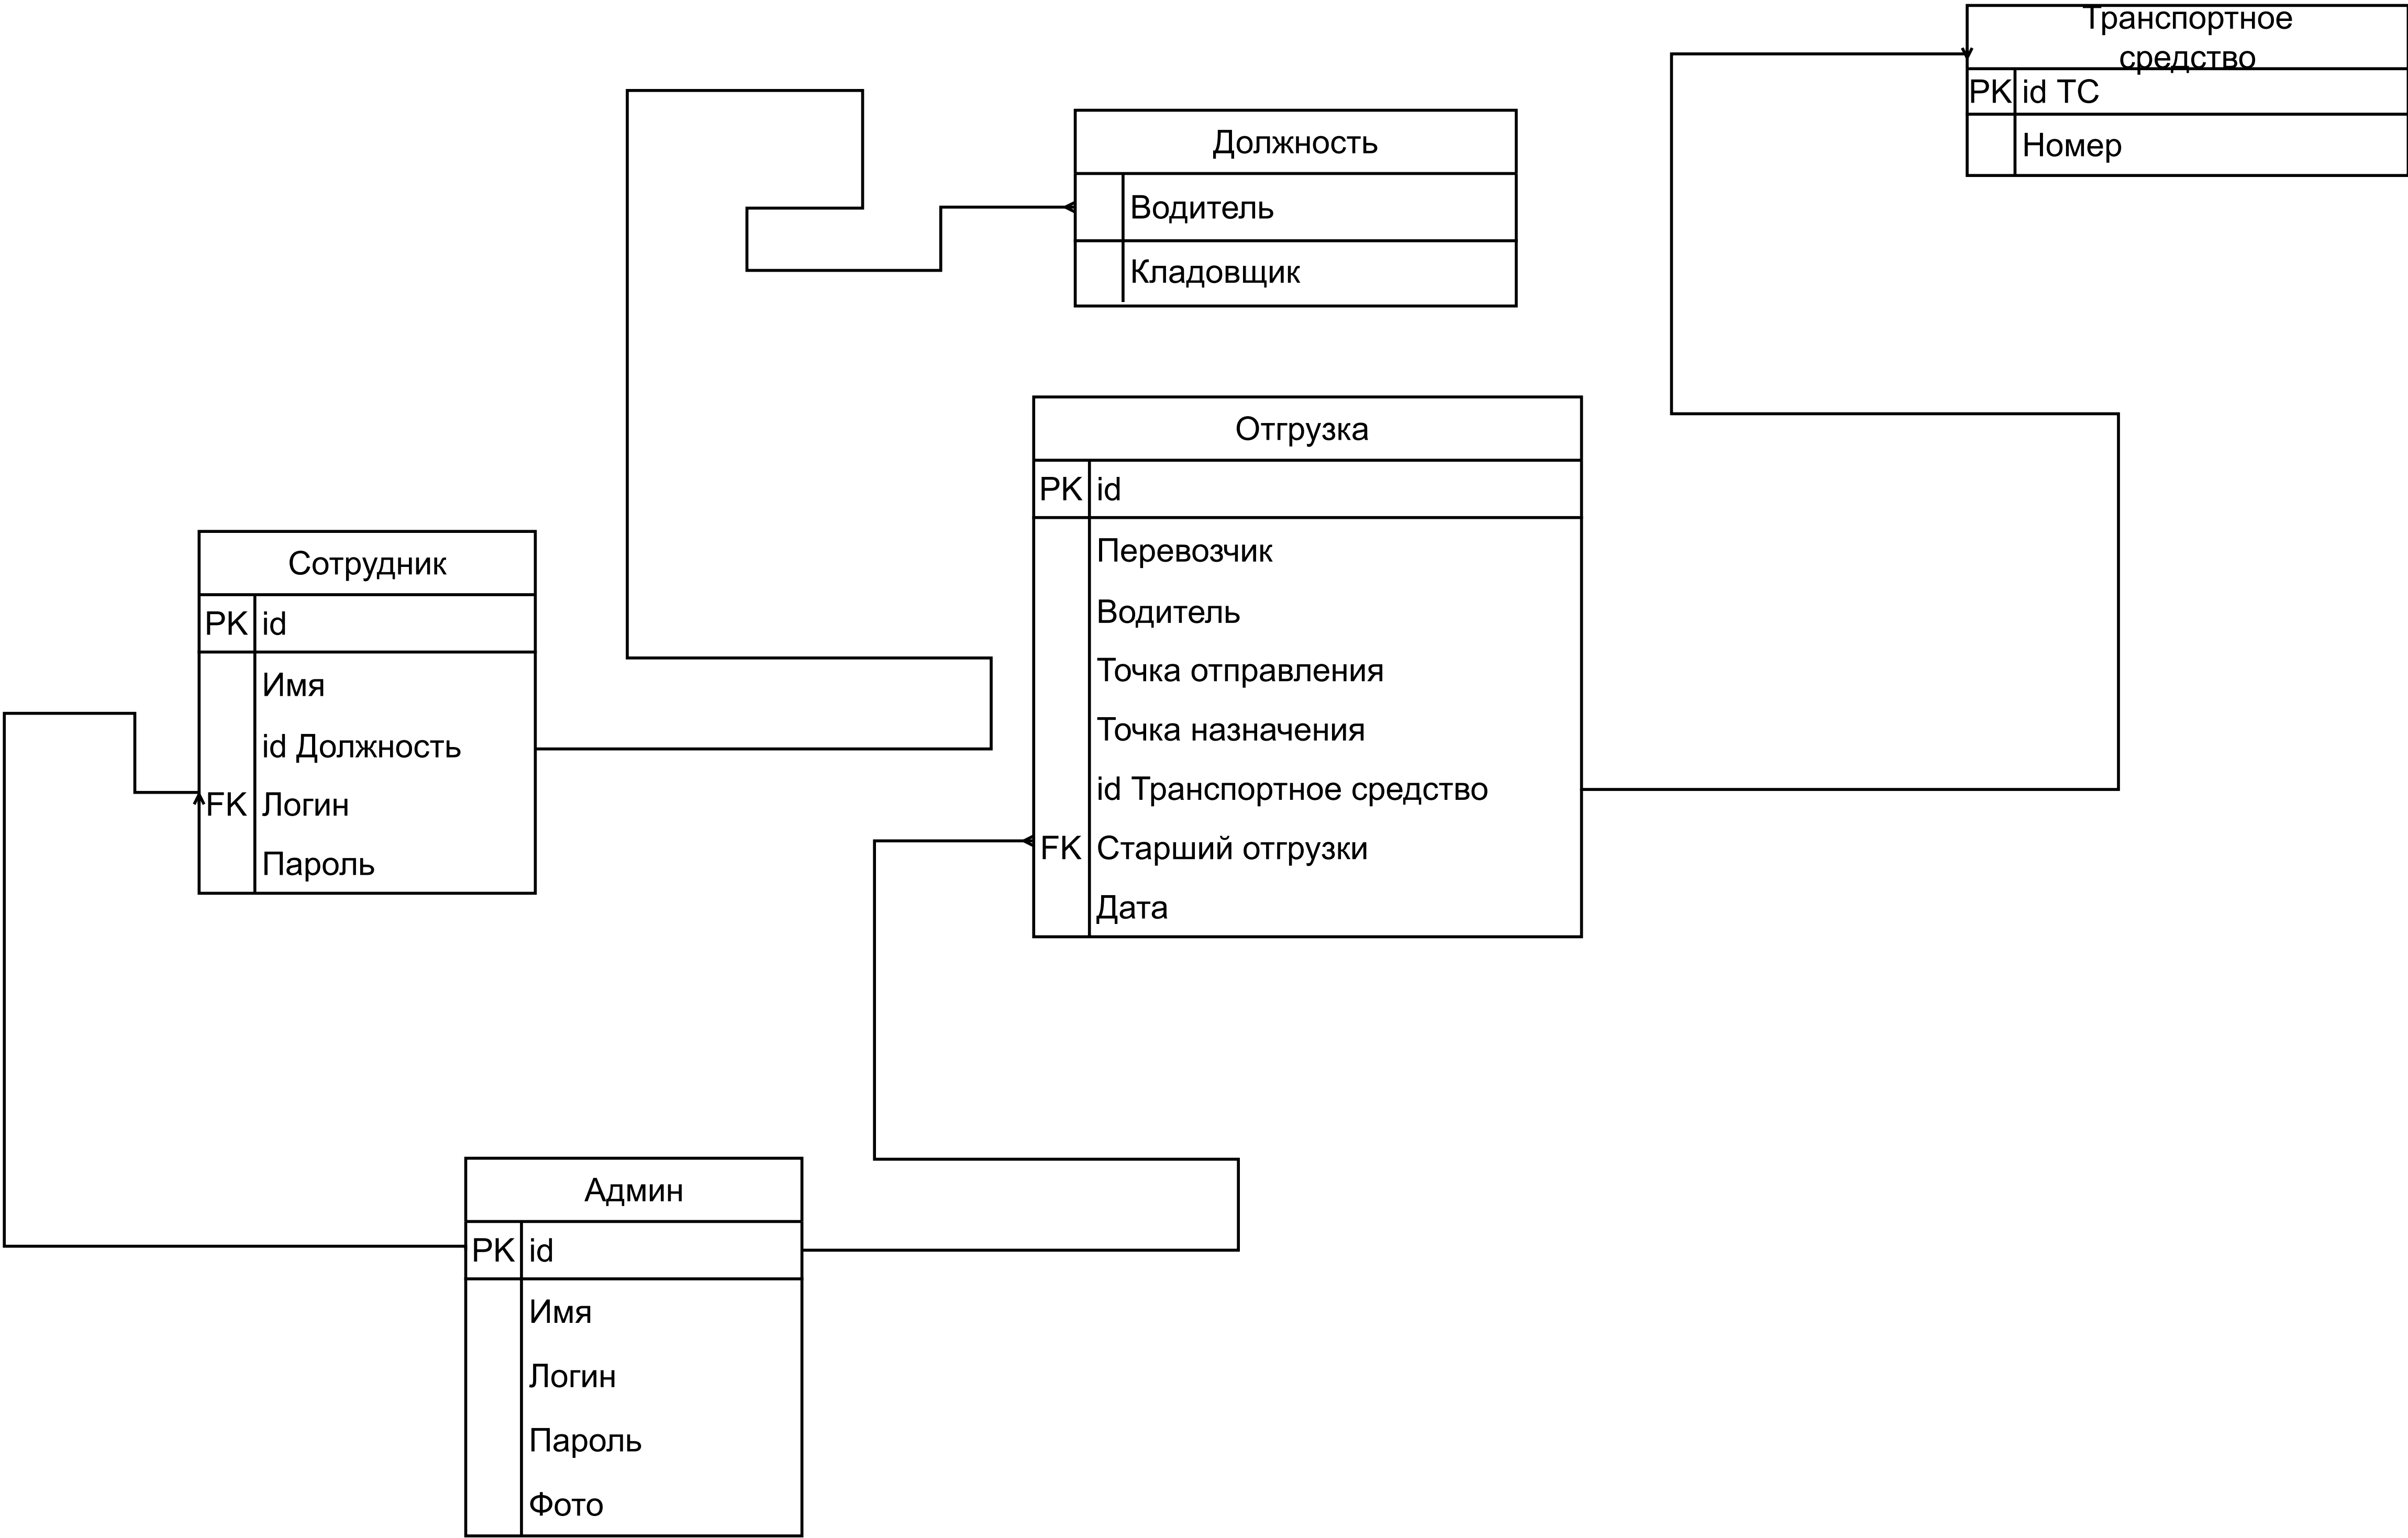 Транспортное
средство
PK id ТС
Номер
Должность
Водитель
Кладовщик
Отгрузка
PK id
Перевозчик
Водитель
Точка отправления
Точка назначения
id Транспортное средство
FK Старший отгрузки
Дата
Сотрудник
PK id
Имя
id Должность
FK Логин
Пароль
Админ
PK id
Имя
Логин
Пароль
Фото